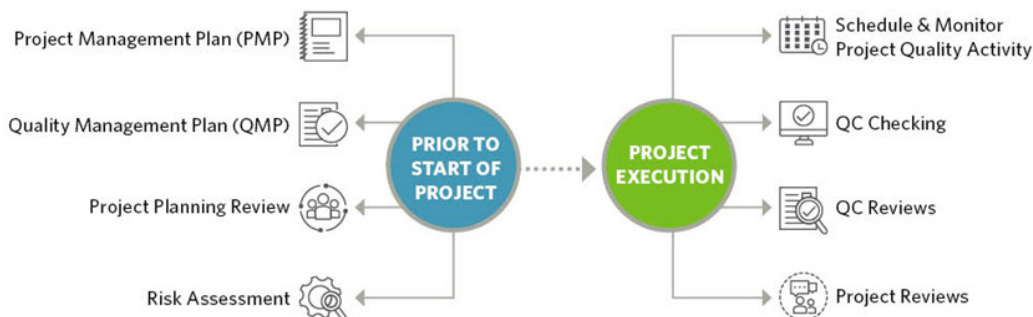 Project Management Plan (PMP)
Quality Management Plan (QMP)
Project Planning Review
Risk Assessment
PRIOR TO
START OF
PROJECT
PROJECT
EXECUTION
Schedule & Monitor
Project Quality Activity
QC Checking
QC Reviews
Project Reviews